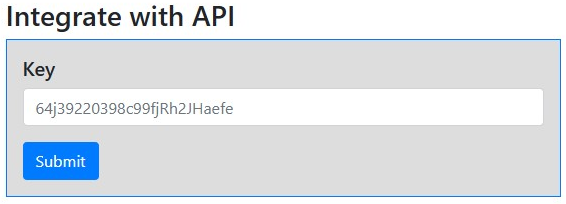 Integrate with API
Key
64j39220398c99fjRh2JHaefe
Submit